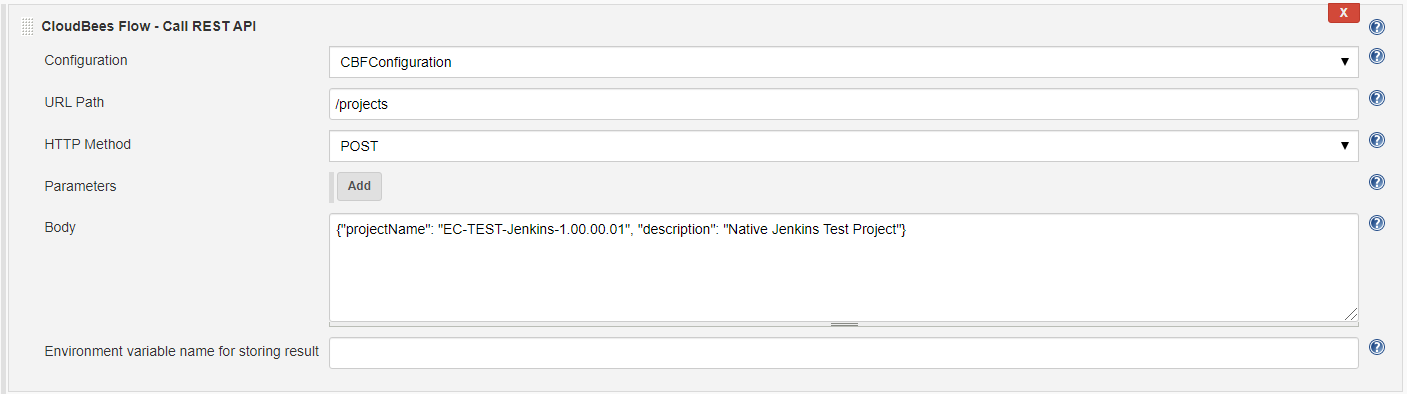 CloudBees Flow - Call REST API
X
Configuration
CBFConfiguration
URL Path
/projects
HTTP Method
POST
Parameters
Add
Body
{"projectName": "EC-TEST-Jenkins-1.00.00.01", "description": "Native Jenkins Test Project"}
Environment variable name for storing result